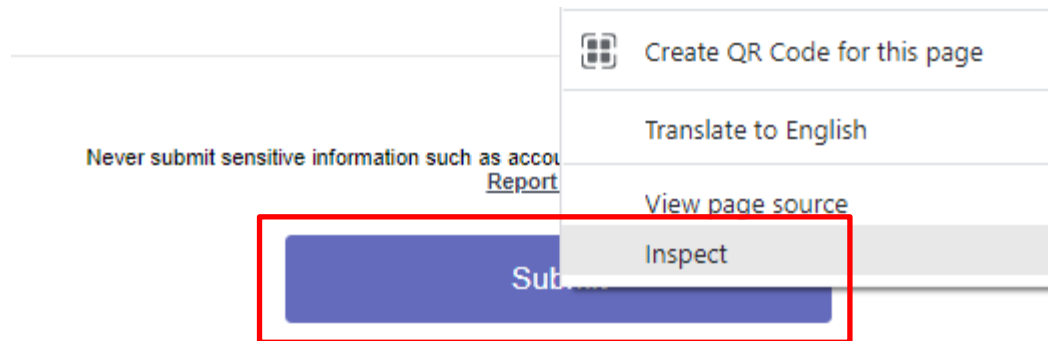 Create QR Code for this page
Translate to English
Never submit sensitive information such as
Report
View page source
Inspect